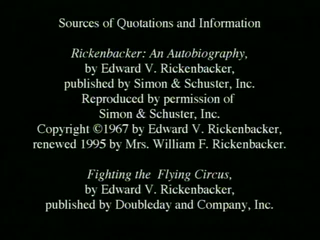 Sources of Quotations and Information
Rickenbacker: An Autobiography,
by Edward V. Rickenbacker,
published by Simon & Schuster, Inc.
Reproduced by permission of
Simon & Schuster, Inc.
Copyright ©1967 by Edward V. Rickenbacker,
renewed 1995 by Mrs. William F. Rickenbacker.
Fighting the Flying Circus,
by Edward V. Rickenbacker,
published by Doubleday and Company, Inc.